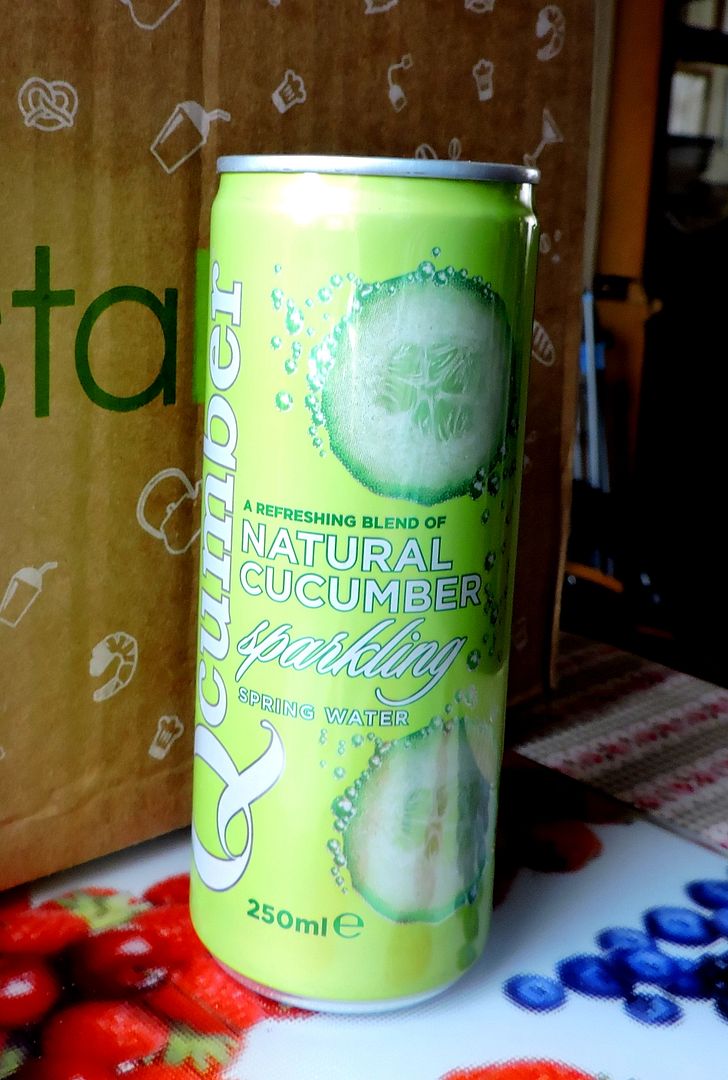 sta
Qcumber
A REFRESHING BLEND OF
NATURAL
CUCUMBER
sparkling
SPRING WATER
250ml e